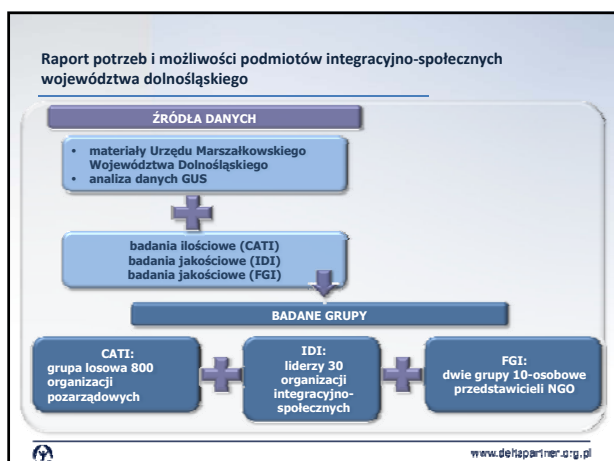 Raport potrzeb i możliwości podmiotów integracyjno-społecznych
województwa dolnośląskiego
ŹRÓDŁA DANYCH
• materiały Urzędu Marszałkowskiego
Województwa Dolnośląskiego
• analiza danych GUS
badania ilościowe (CATI)
badania jakościowe (IDI)
badania jakościowe (FGI)
BADANE GRUPY
CATI:
grupa losowa 800
organizacji
pozarządowych
IDI:
liderzy 30
organizacji
integracyjno-
społecznych
FGI:
dwie grupy 10-osobowe
przedstawicieli NGO
www.deltapartner.org.pl